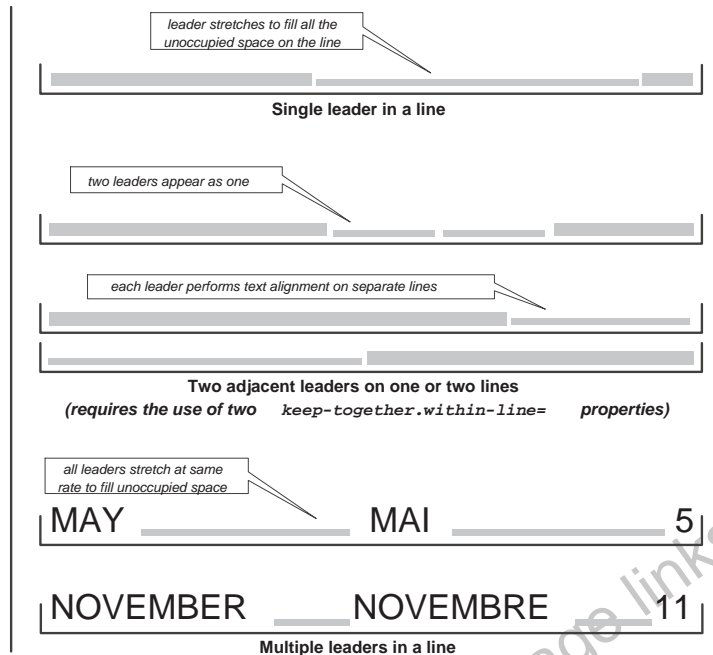 leader stretches to fill all the
unoccupied space on the line
Single leader in a line
two leaders appear as one
each leader performs text alignment on separate lines
Two adjacent leaders on one or two lines
(requires the use of two keep-together.within-line= properties)
all leaders stretch at same
rate to fill unoccupied space
MAY MAI 5
NOVEMBER NOVEMBRE 11
Multiple leaders in a line
links